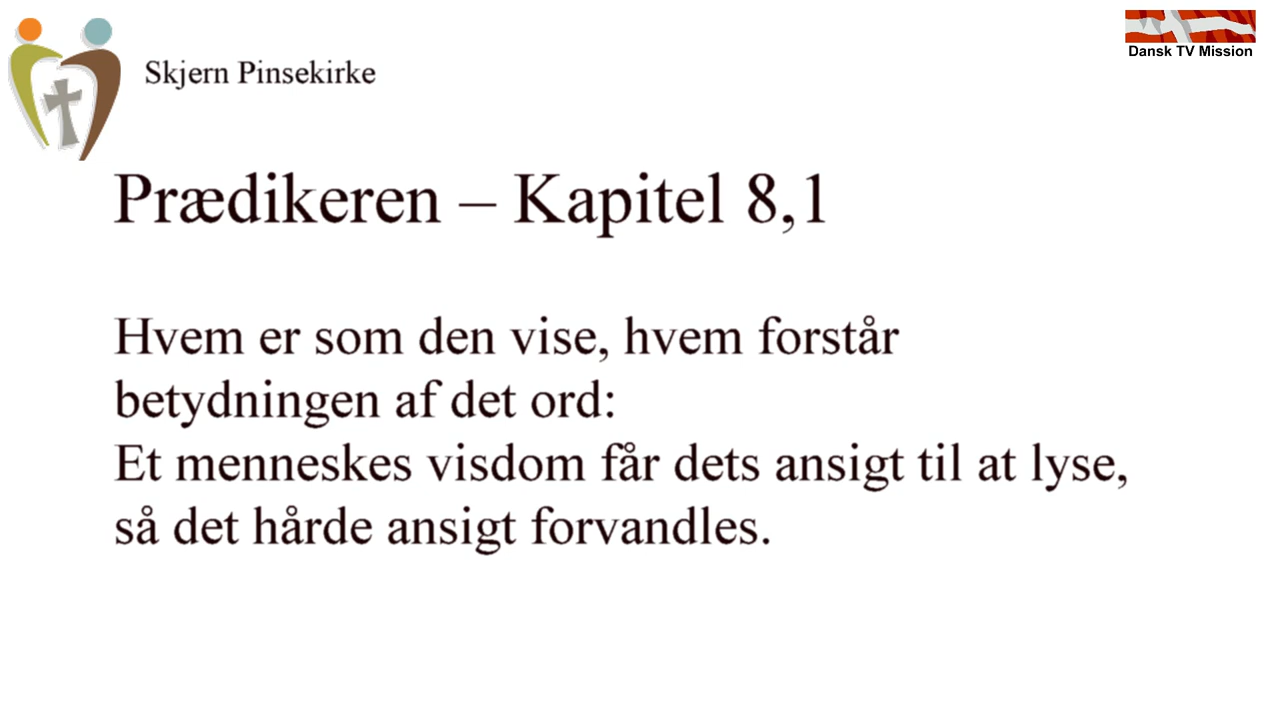 Skjern Pinsekirke
Dansk TV Mission
Prædikeren – Kapitel 8,1
Hvem er som den vise, hvem forstår
betydningen af det ord:
Et menneskes visdom får dets ansigt til at lyse,
så det hårde ansigt forvandles.